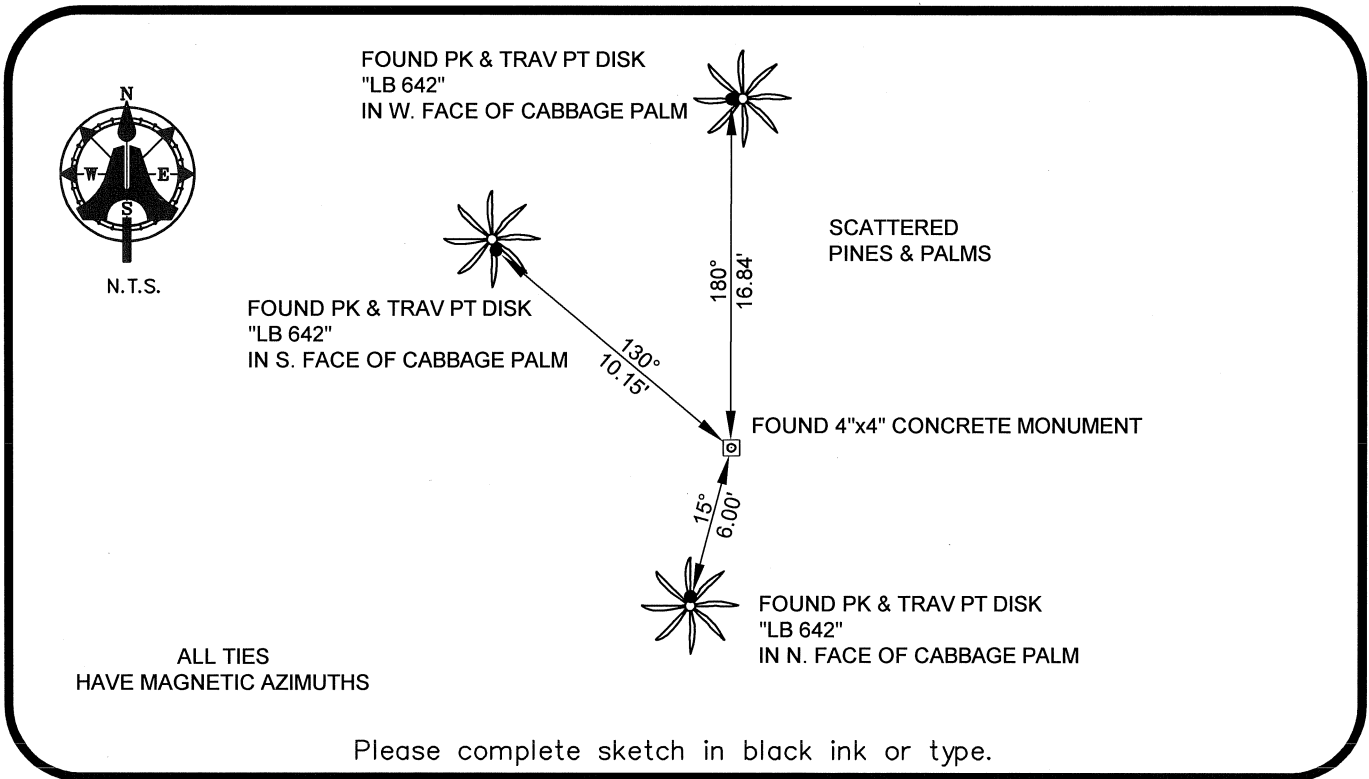 FOUND PK & TRAV PT DISK
"LB 642"
IN W. FACE OF CABBAGE PALM
N
W
E
S
N.T.S.
SCATTERED
PINES & PALMS
180°
16.84'
FOUND PK & TRAV PT DISK
"LB 642"
IN S. FACE OF CABBAGE PALM
130°
10.15'
FOUND 4"x4" CONCRETE MONUMENT
15°
6.00'
FOUND PK & TRAV PT DISK
"LB 642"
IN N. FACE OF CABBAGE PALM
ALL TIES
HAVE MAGNETIC AZIMUTHS
Please complete sketch in black ink or type.